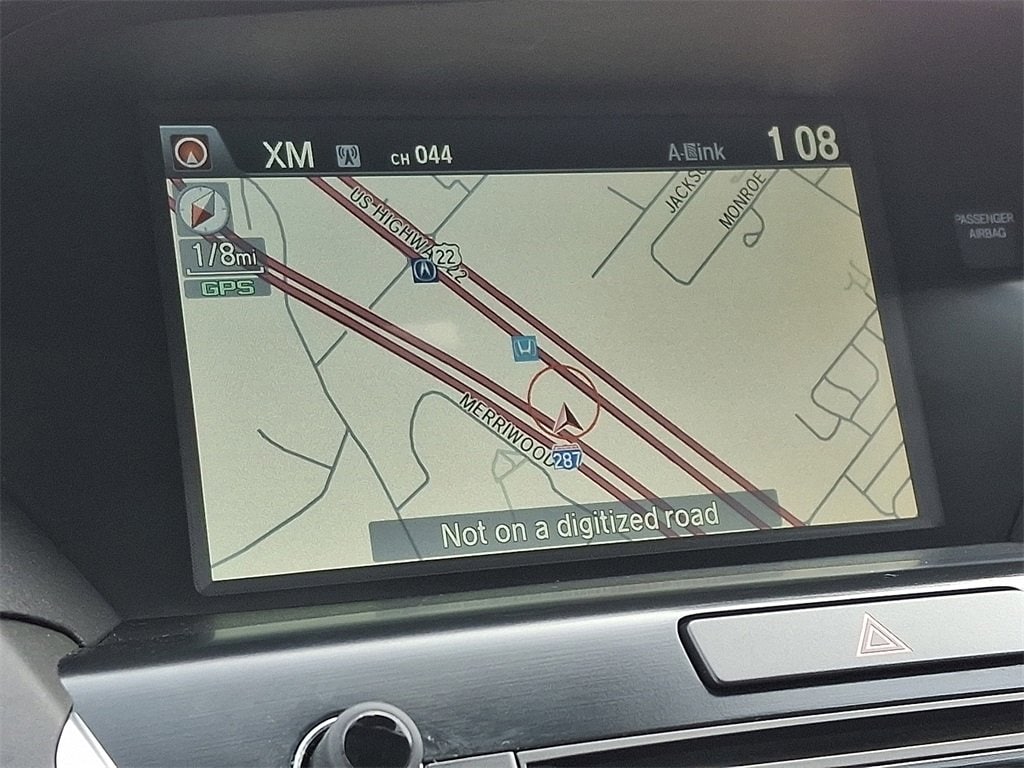 XM
CH 044
A-Link
1 08
1/8mi
GPS
US HIGHWAY 22
22
JACKSO
MONROE
MERRIWOOD
287
Not on a digitized road
PASSENGER
AIRBAG